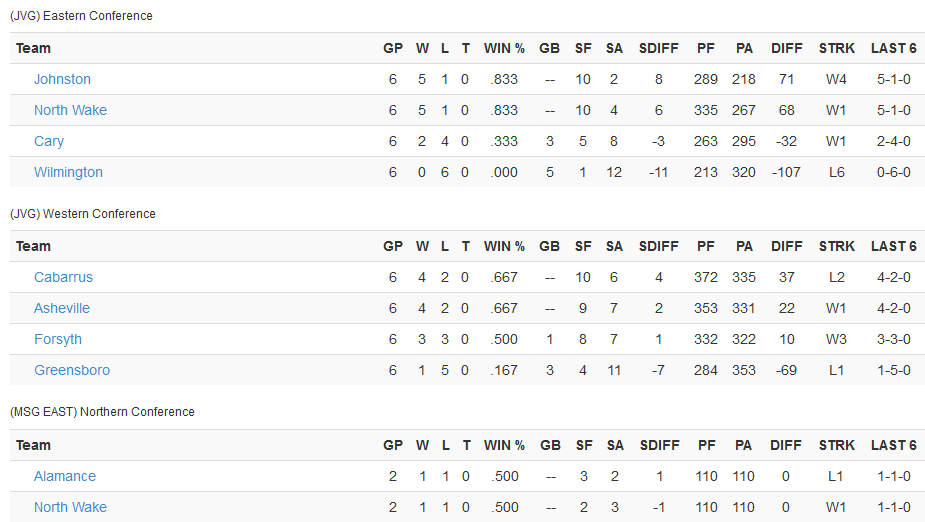 (JVG) Eastern Conference
Team GP W L T WIN % GB SF SA SDIFF PF PA DIFF STRK LAST 6
Johnston 6 5 1 0 .833 -- 10 2 8 289 218 71 W4 5-1-0
North Wake 6 5 1 0 .833 -- 10 4 6 335 267 68 W1 5-1-0
Cary 6 2 4 0 .333 3 5 8 -3 263 295 -32 W1 2-4-0
Wilmington 6 0 6 0 .000 5 1 12 -11 213 320 -107 L6 0-6-0
(JVG) Western Conference
Team GP W L T WIN % GB SF SA SDIFF PF PA DIFF STRK LAST 6
Cabarrus 6 4 2 0 .667 -- 10 6 4 372 335 37 L2 4-2-0
Asheville 6 4 2 0 .667 -- 9 7 2 353 331 22 W1 4-2-0
Forsyth 6 3 3 0 .500 1 8 7 1 332 322 10 W3 3-3-0
Greensboro 6 1 5 0 .167 3 4 11 -7 284 353 -69 L1 1-5-0
(MSG EAST) Northern Conference
Team GP W L T WIN % GB SF SA SDIFF PF PA DIFF STRK LAST 6
Alamance 2 1 1 0 .500 -- 3 2 1 110 110 0 L1 1-1-0
North Wake 2 1 1 0 .500 -- 2 3 -1 110 110 0 W1 1-1-0